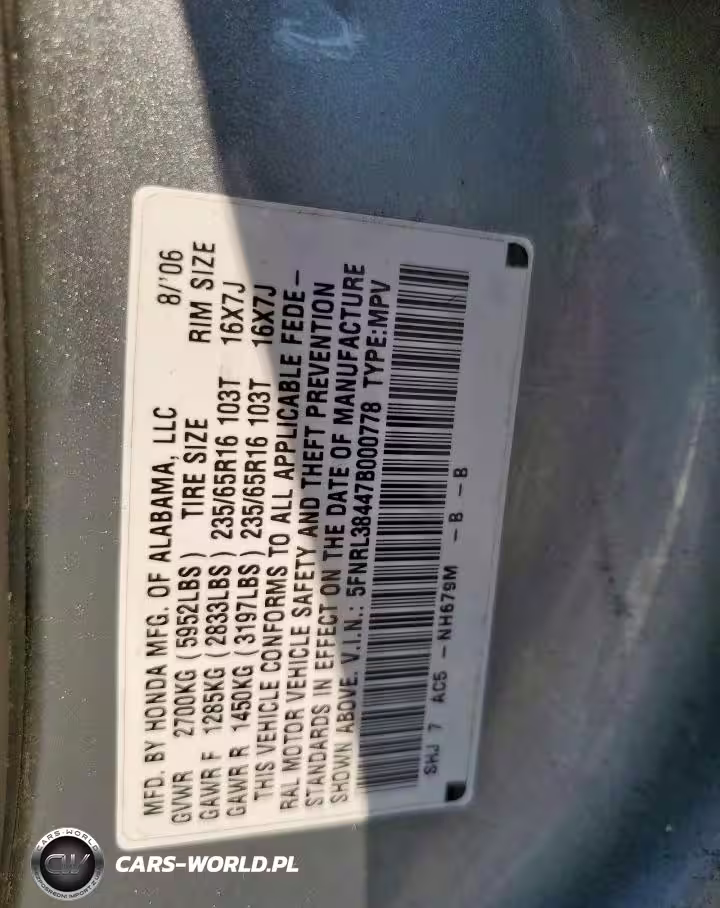 MFD. BY HONDA MFG. OF ALABAMA, LLC 8/'06
GVWR 2700KG (5952LBS) TIRE SIZE RIM SIZE
GAWR F 1285KG (2833LBS) 235/65R16 103T 16X7J
GAWR R 1450KG (3197LBS) 235/65R16 103T 16X7J
THIS VEHICLE CONFORMS TO ALL APPLICABLE FEDE-
RAL MOTOR VEHICLE SAFETY AND THEFT PREVENTION
STANDARDS IN EFFECT ON THE DATE OF MANUFACTURE
SHOWN ABOVE. V.I.N.: 5FNRL38447B000778 TYPE:MPV
SHJ 7 AC5 -NH679M -B -B
CARS-WORLD
CW
CARS-WORLD.PL